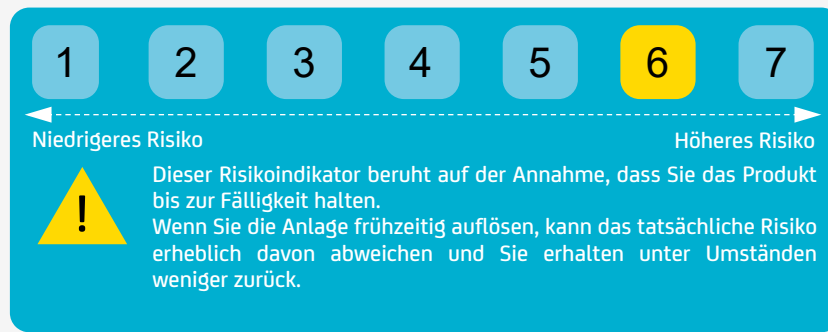 1 2 3 4 5 6 7
Niedrigeres Risiko Höheres Risiko
!
Dieser Risikoindikator beruht auf der Annahme, dass Sie das Produkt
bis zur Fälligkeit halten.
Wenn Sie die Anlage frühzeitig auflösen, kann das tatsächliche Risiko
erheblich davon abweichen und Sie erhalten unter Umständen
weniger zurück.